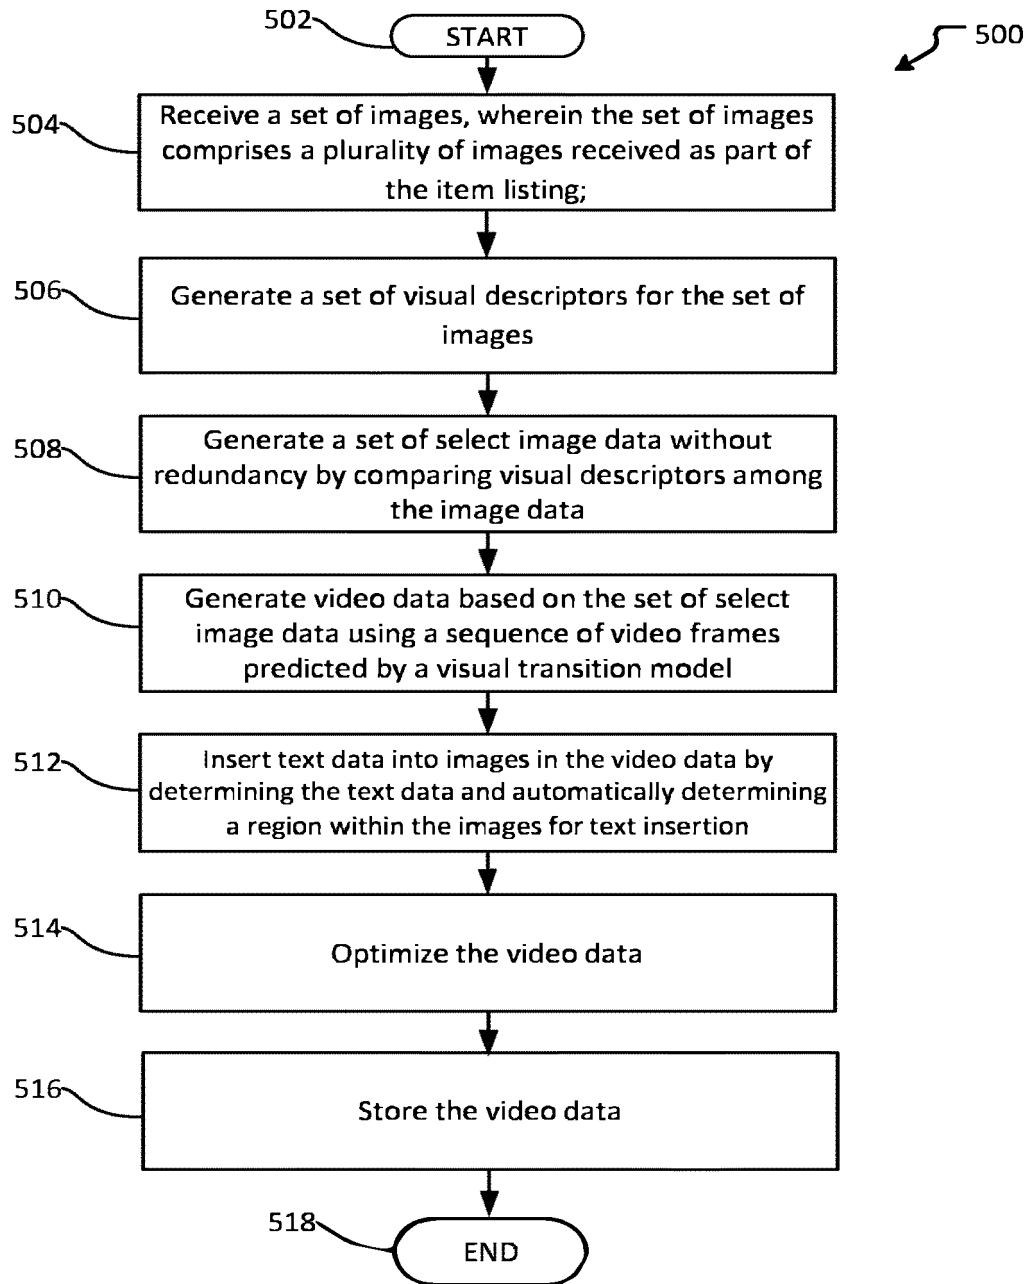 502
START
500
504
Receive a set of images, wherein the set of images
comprises a plurality of images received as part of
the item listing;
506
Generate a set of visual descriptors for the set of
images
508
Generate a set of select image data without
redundancy by comparing visual descriptors among
the image data
510
Generate video data based on the set of select
image data using a sequence of video frames
predicted by a visual transition model
512
Insert text data into images in the video data by
determining the text data and automatically determining
a region within the images for text insertion
514
Optimize the video data
516
Store the video data
518
END